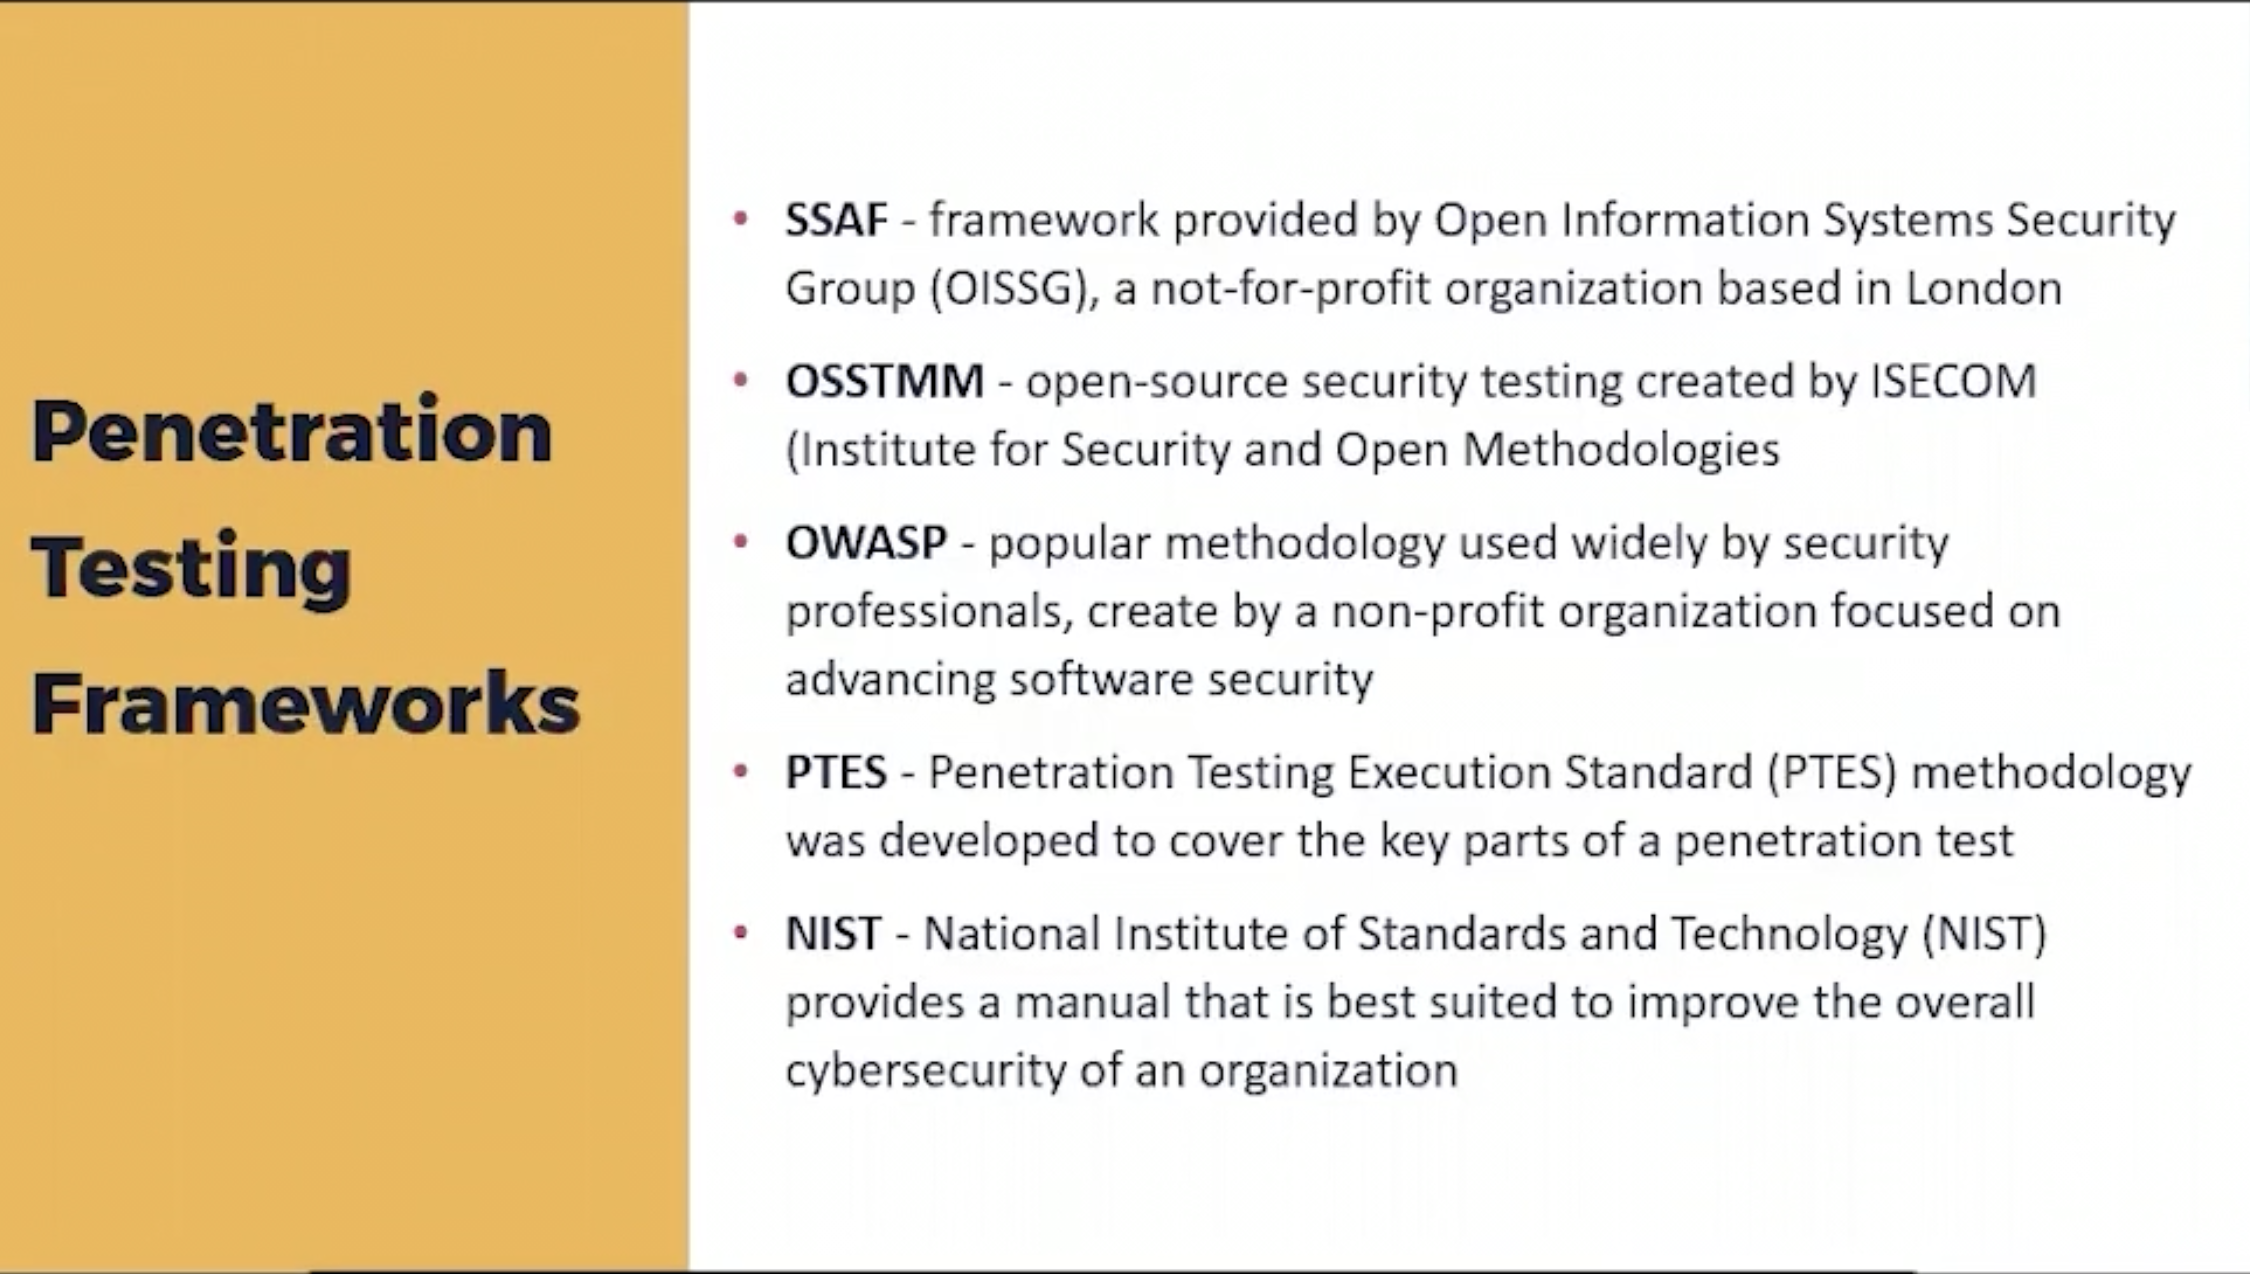 Penetration
Testing
Frameworks
• SSAF - framework provided by Open Information Systems Security
Group (OISSG), a not-for-profit organization based in London
• OSSTMM - open-source security testing created by ISECOM
(Institute for Security and Open Methodologies
• OWASP - popular methodology used widely by security
professionals, create by a non-profit organization focused on
advancing software security
• PTES - Penetration Testing Execution Standard (PTES) methodology
was developed to cover the key parts of a penetration test
• NIST - National Institute of Standards and Technology (NIST)
provides a manual that is best suited to improve the overall
cybersecurity of an organization